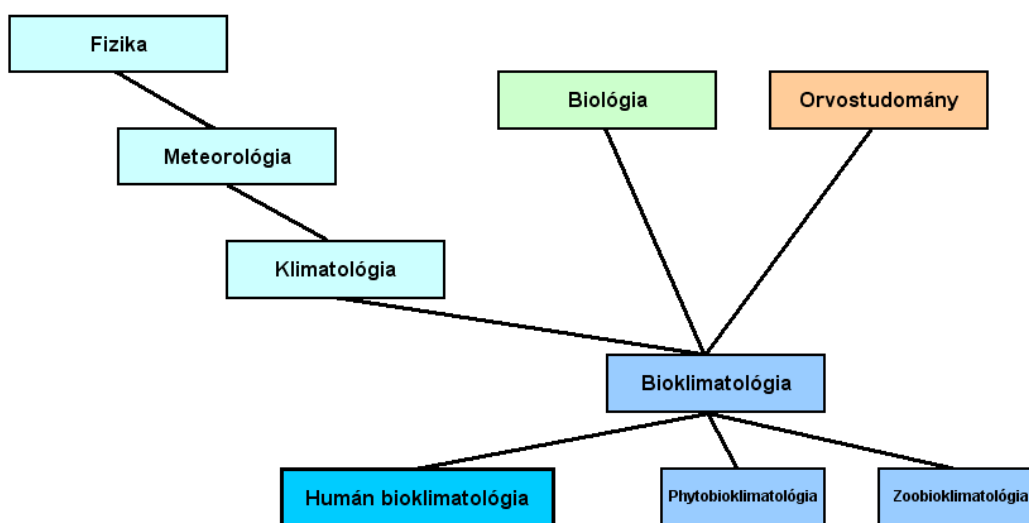 Fizika
Biológia
Orvostudomány
Meteorológia
Klimatológia
Bioklimatológia
Humán bioklimatológia
Phytobioklimatológia
Zoobioklimatológia